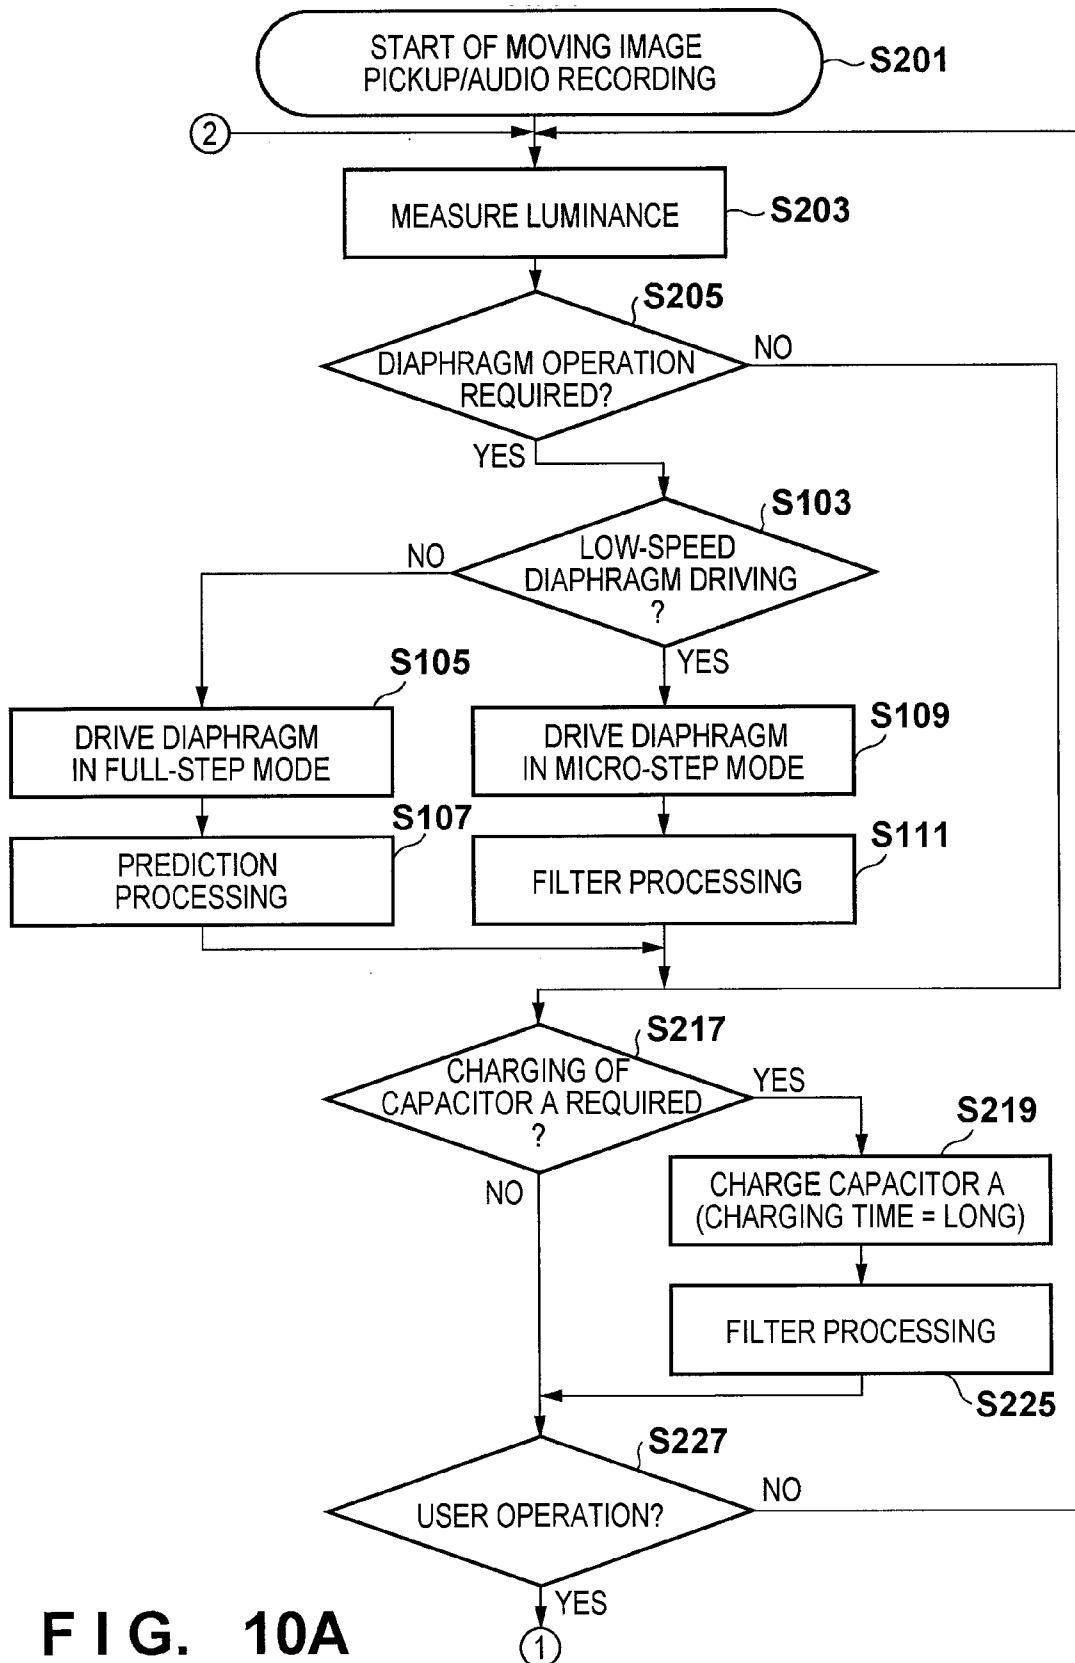 START OF MOVING IMAGE
PICKUP/AUDIO RECORDING
S201
2
MEASURE LUMINANCE
S203
S205
DIAPHRAGM OPERATION
REQUIRED?
NO
YES
S103
LOW-SPEED
DIAPHRAGM DRIVING
?
NO
YES
S105
DRIVE DIAPHRAGM
IN FULL-STEP MODE
S109
DRIVE DIAPHRAGM
IN MICRO-STEP MODE
S107
PREDICTION
PROCESSING
S111
FILTER PROCESSING
S217
CHARGING OF
CAPACITOR A REQUIRED
?
YES
NO
S219
CHARGE CAPACITOR A
(CHARGING TIME = LONG)
FILTER PROCESSING
S225
S227
USER OPERATION?
NO
YES
1
FIG. 10A